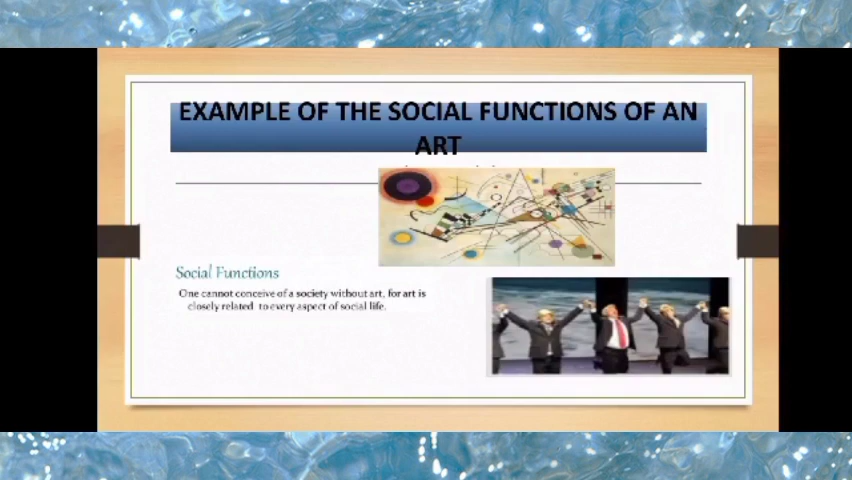 EXAMPLE OF THE SOCIAL FUNCTIONS OF AN
ART
Social Functions
One cannot conceive of a society without art, for art is
closely related to every aspect of social life.